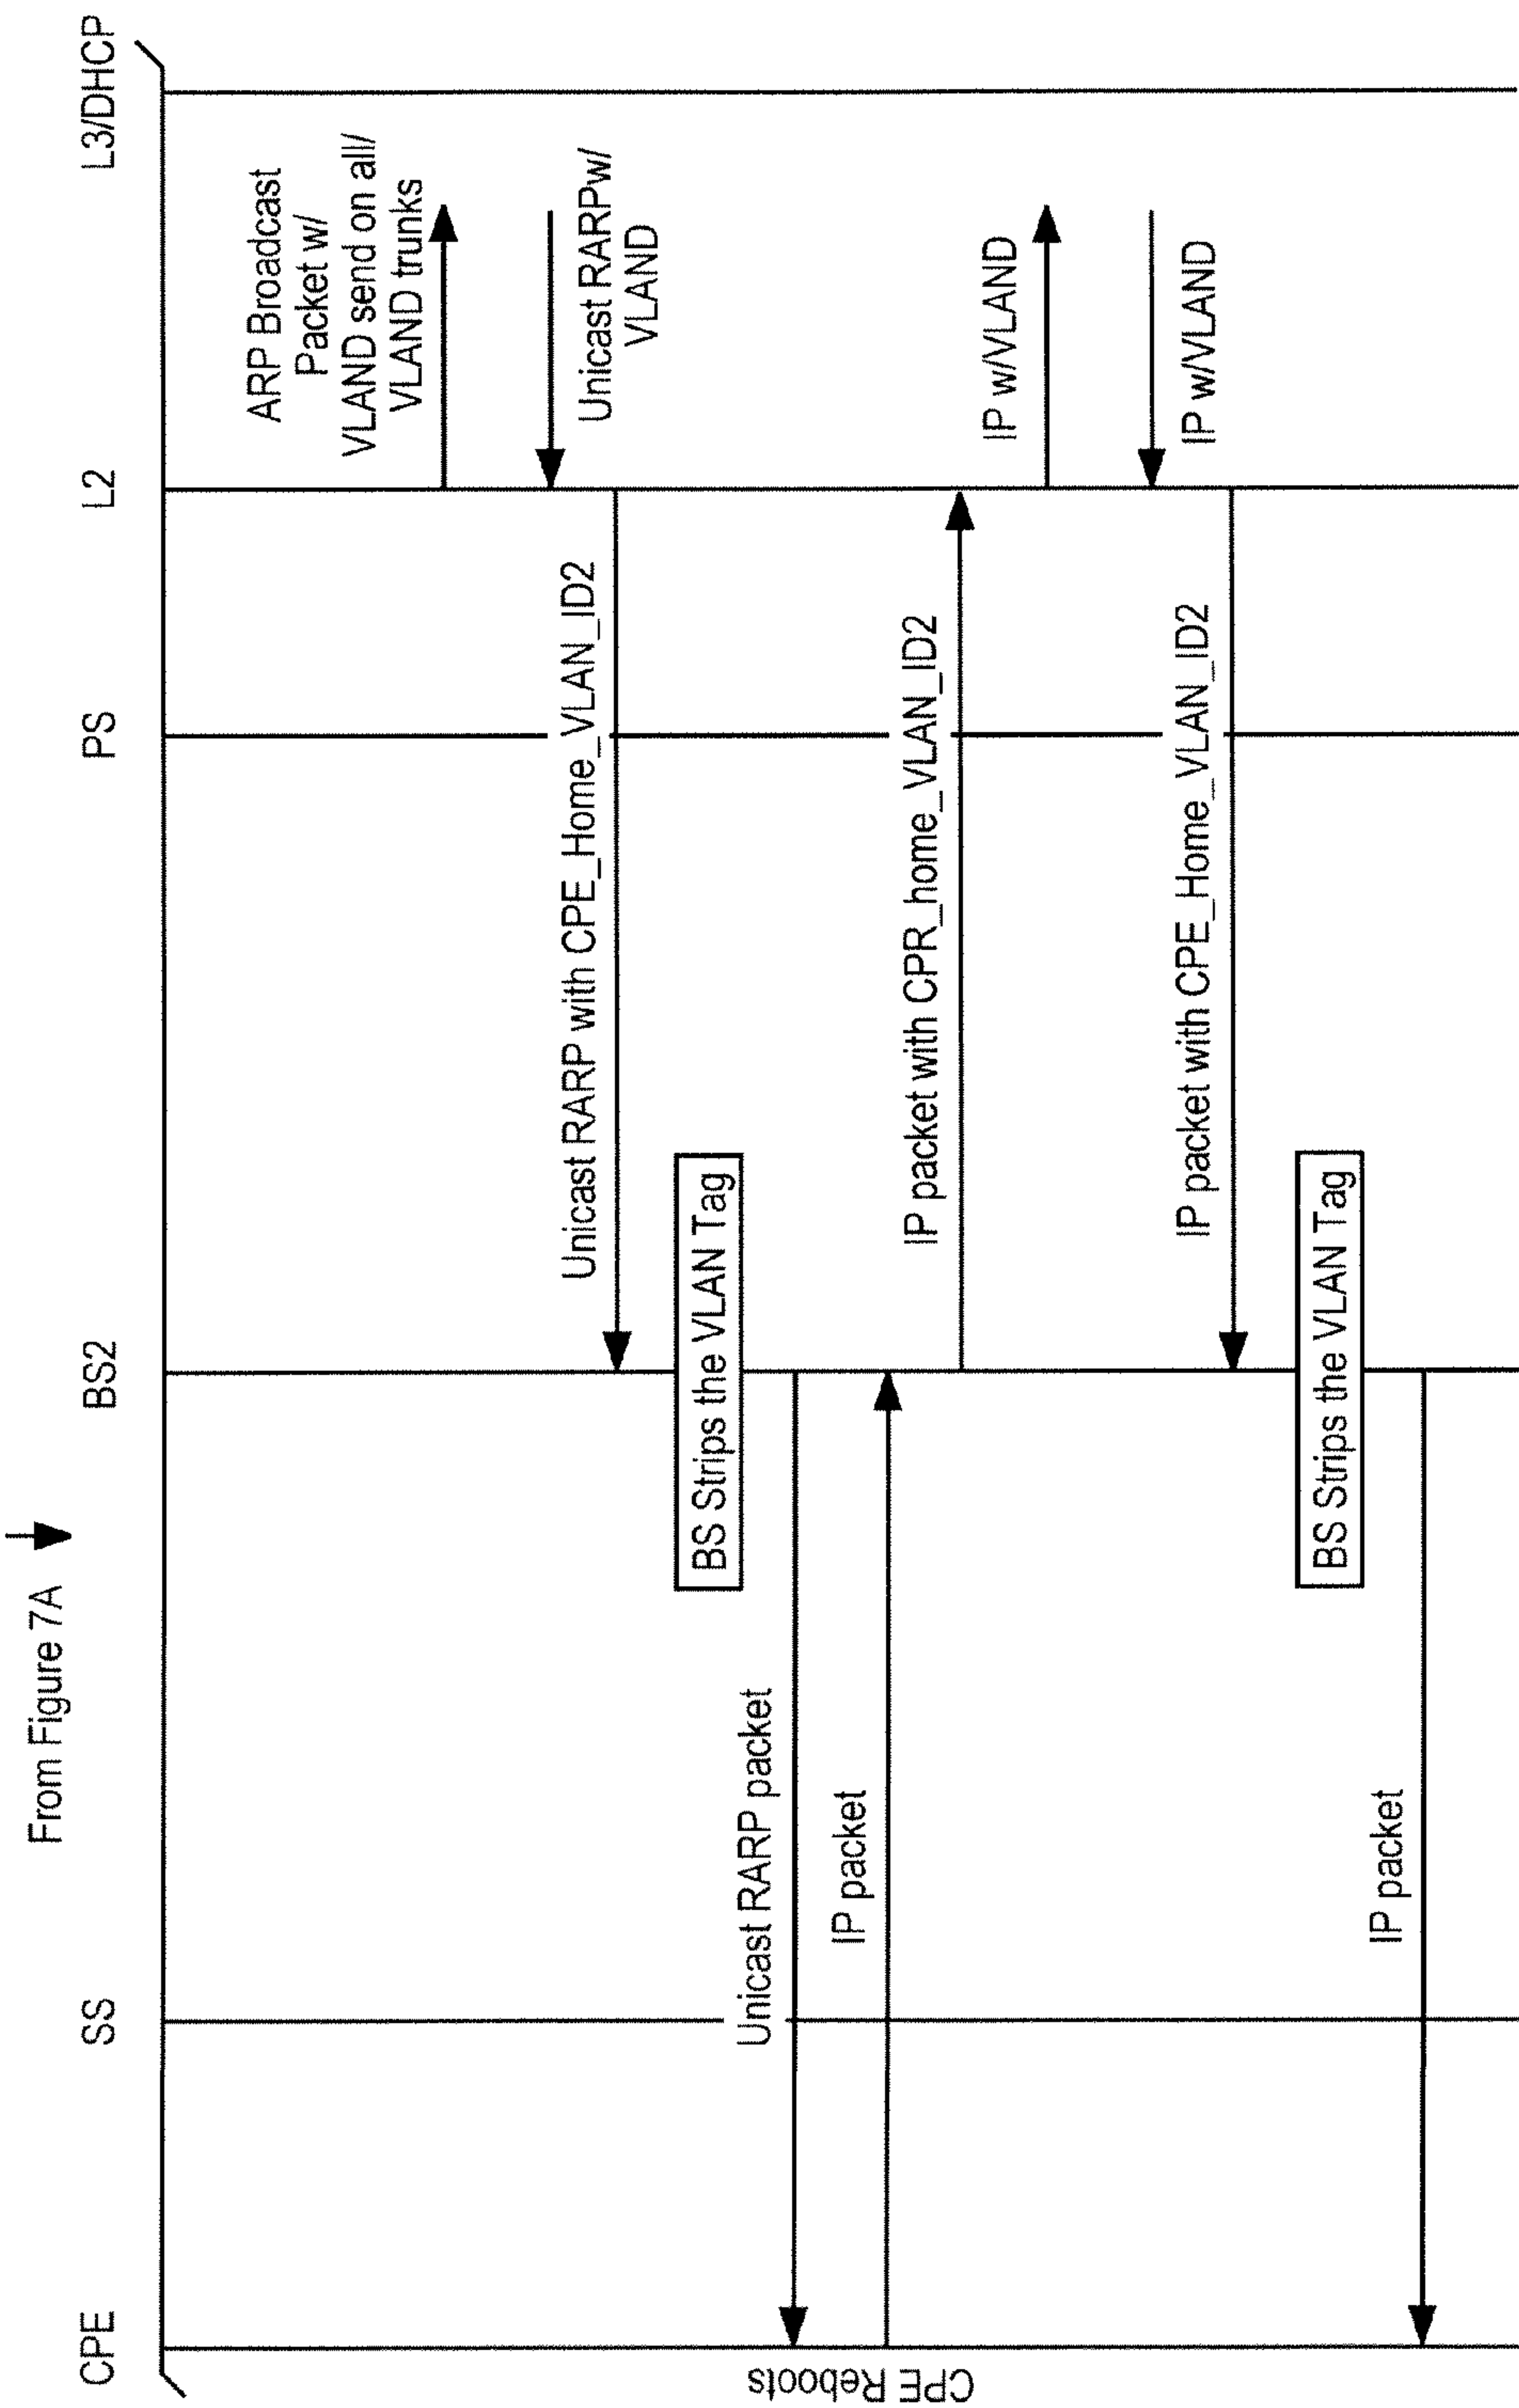 From Figure 7A
CPE
SS
BS2
PS
L2
L3/DHCP
ARP Broadcast
Packet w/
VLAND send on all/
VLAND trunks
Unicast RARPw/
VLAND
Unicast RARP with CPE_Home_VLAN_ID2
BS Strips the VLAN Tag
Unicast RARP packet
CPE Reboots
IP packet
IP packet with CPR_home_VLAN_ID2
IP w/VLAND
IP w/VLAND
IP packet with CPE_Home_VLAN_ID2
BS Strips the VLAN Tag
IP packet